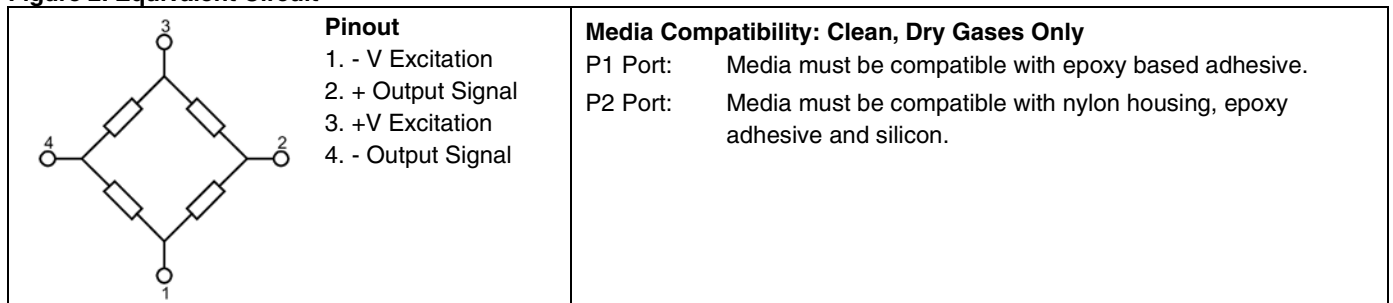 Figure 2. Equivalent Circuit
3
4
2
1
Pinout
1. - V Excitation
2. + Output Signal
3. +V Excitation
4. - Output Signal
Media Compatibility: Clean, Dry Gases Only
P1 Port: Media must be compatible with epoxy based adhesive.
P2 Port: Media must be compatible with nylon housing, epoxy
adhesive and silicon.